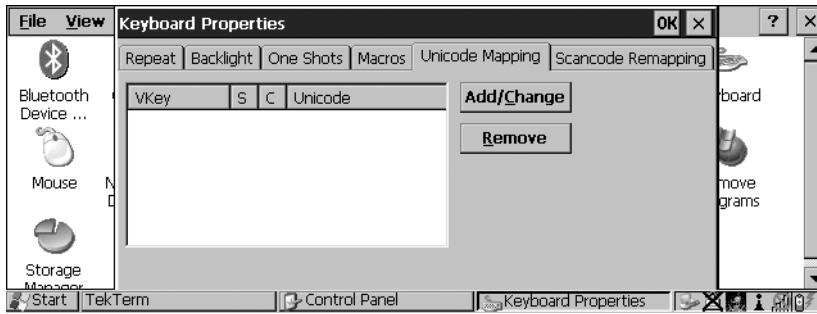 File View Keyboard Properties OK × ? ×
Repeat Backlight One Shots Macros Unicode Mapping Scancode Remapping
VKey S C Unicode Add/Change
Remove
Bluetooth
Device ...
board
Mouse
move
grams
Storage
Manager
Start TekTerm Control Panel Keyboard Properties